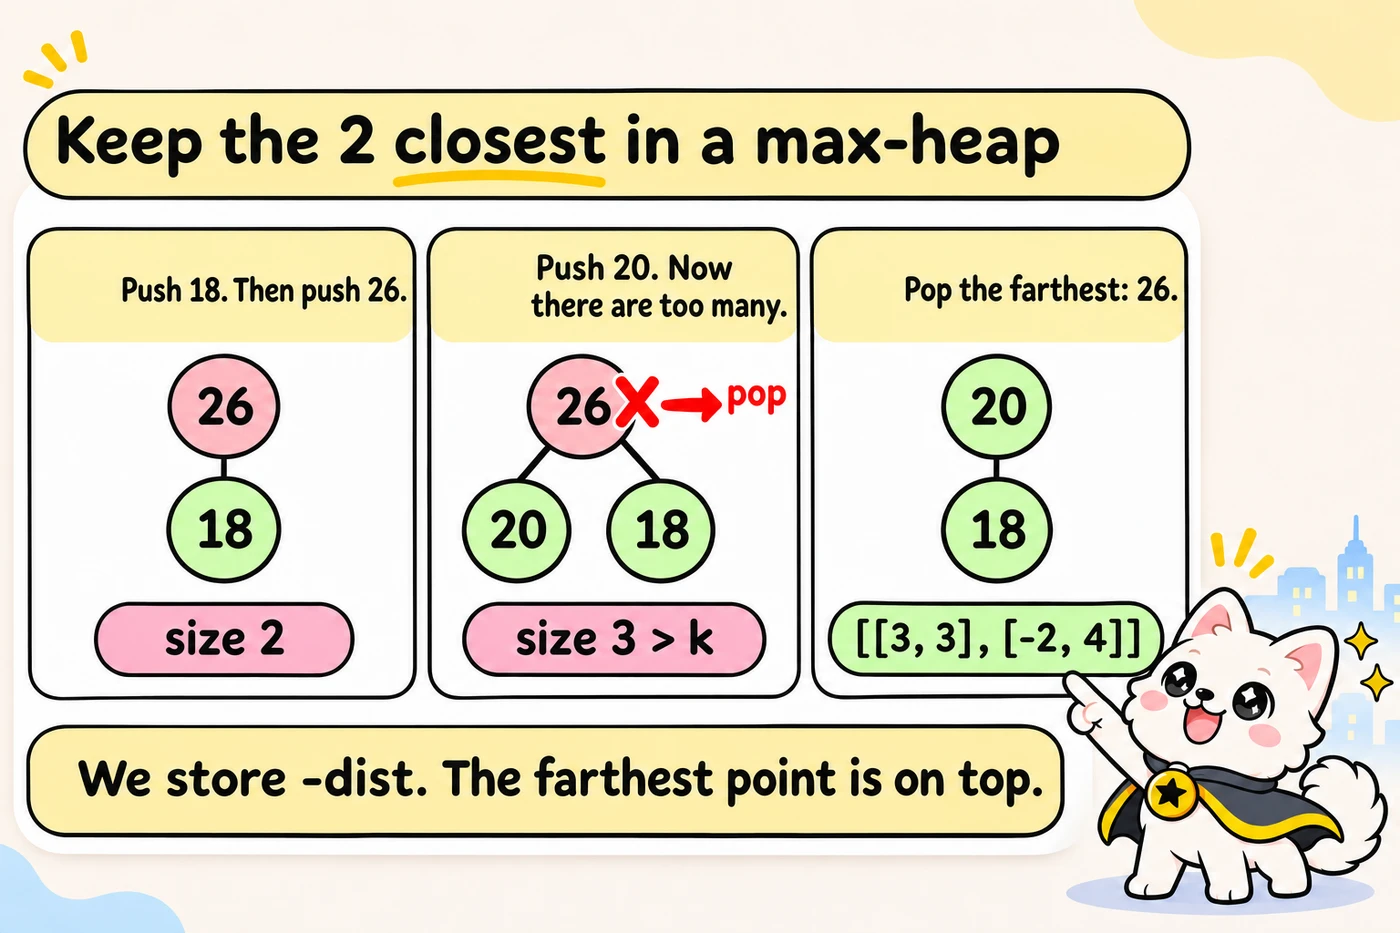 Keep the 2 closest in a max-heap
Push 18. Then push 26.
26
18
size 2
Push 20. Now
there are too many.
26 X → pop
20 18
size 3 > k
Pop the farthest: 26.
20
18
[[3, 3], [-2, 4]]
We store -dist. The farthest point is on top.